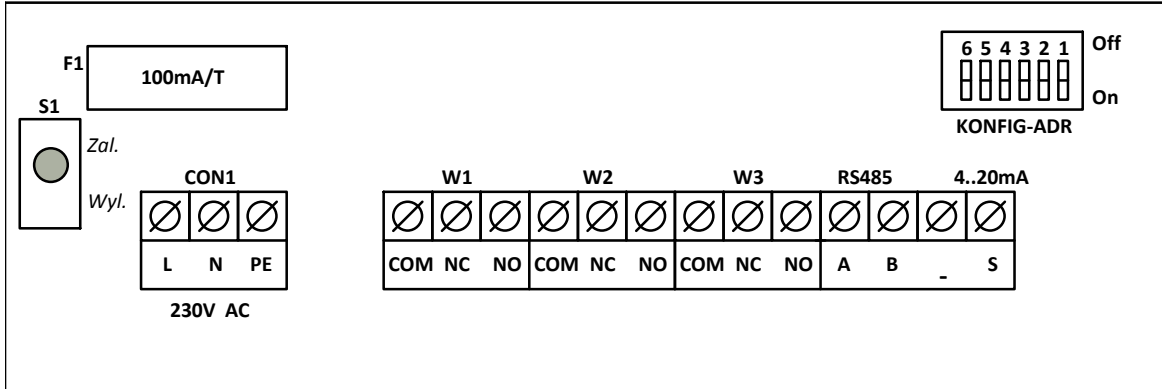 F1
100mA/T
S1
Zal.
Wyl.
6 5 4 3 2 1
Off
On
KONFIG-ADR
CON1
L N PE
230V AC
W1 W2 W3 RS485 4..20mA
COM NC NO COM NC NO COM NC NO A B - S